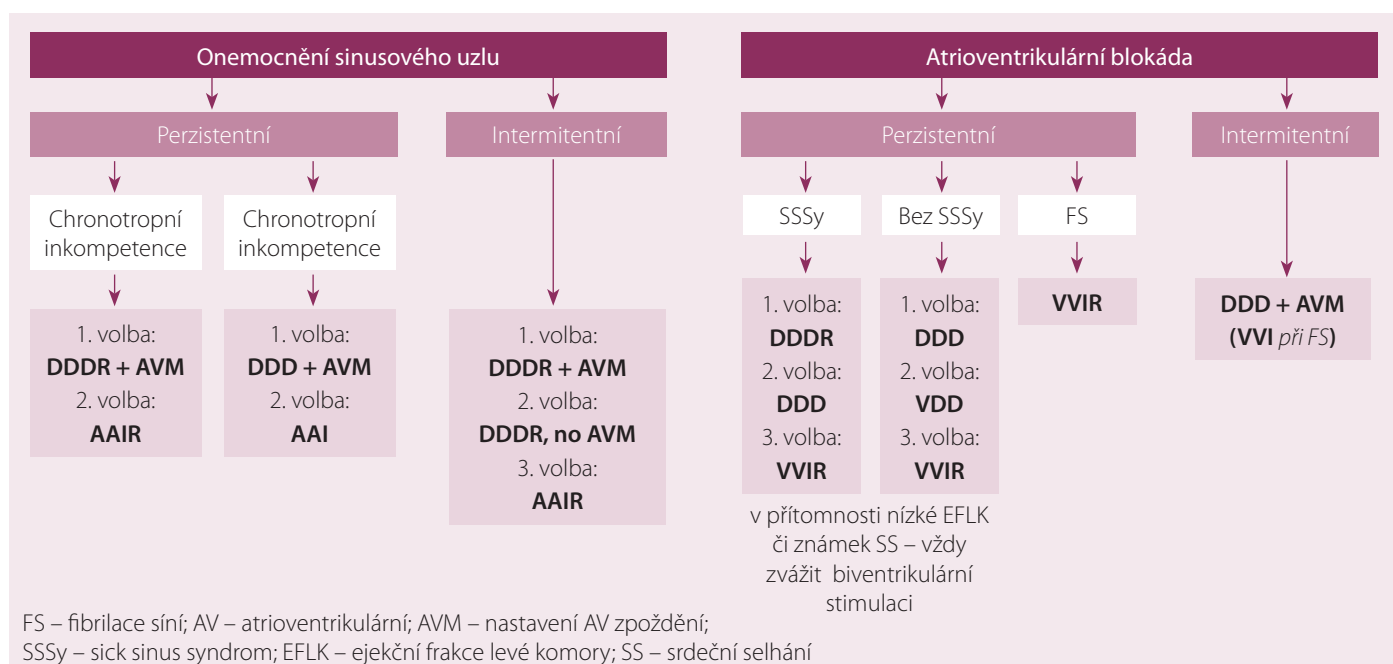 Onemocnění sinusového uzlu
Perzistentní
Intermitentní
Chronotropní
inkompetence
Chronotropní
inkompetence
1. volba:
DDDR + AVM
2. volba:
AAIR
1. volba:
DDD + AVM
2. volba:
AAI
1. volba:
DDDR + AVM
2. volba:
DDDR, no AVM
3. volba:
AAIR
Atrioventrikulární blokáda
Perzistentní
Intermitentní
SSSy
Bez SSSy
FS
1. volba:
DDDR
2. volba:
DDD
3. volba:
VVIR
1. volba:
DDD
2. volba:
VDD
3. volba:
VVIR
VVIR
DDD + AVM
(VVI při FS)
v přítomnosti nízké EFLK
či známek SS – vždy
zvážit biventrikulární
stimulaci
FS – fibrilace síní; AV – atrioventrikulární; AVM – nastavení AV zpoždění;
SSSy – sick sinus syndrom; EFLK – ejekční frakce levé komory; SS – srdeční selhání